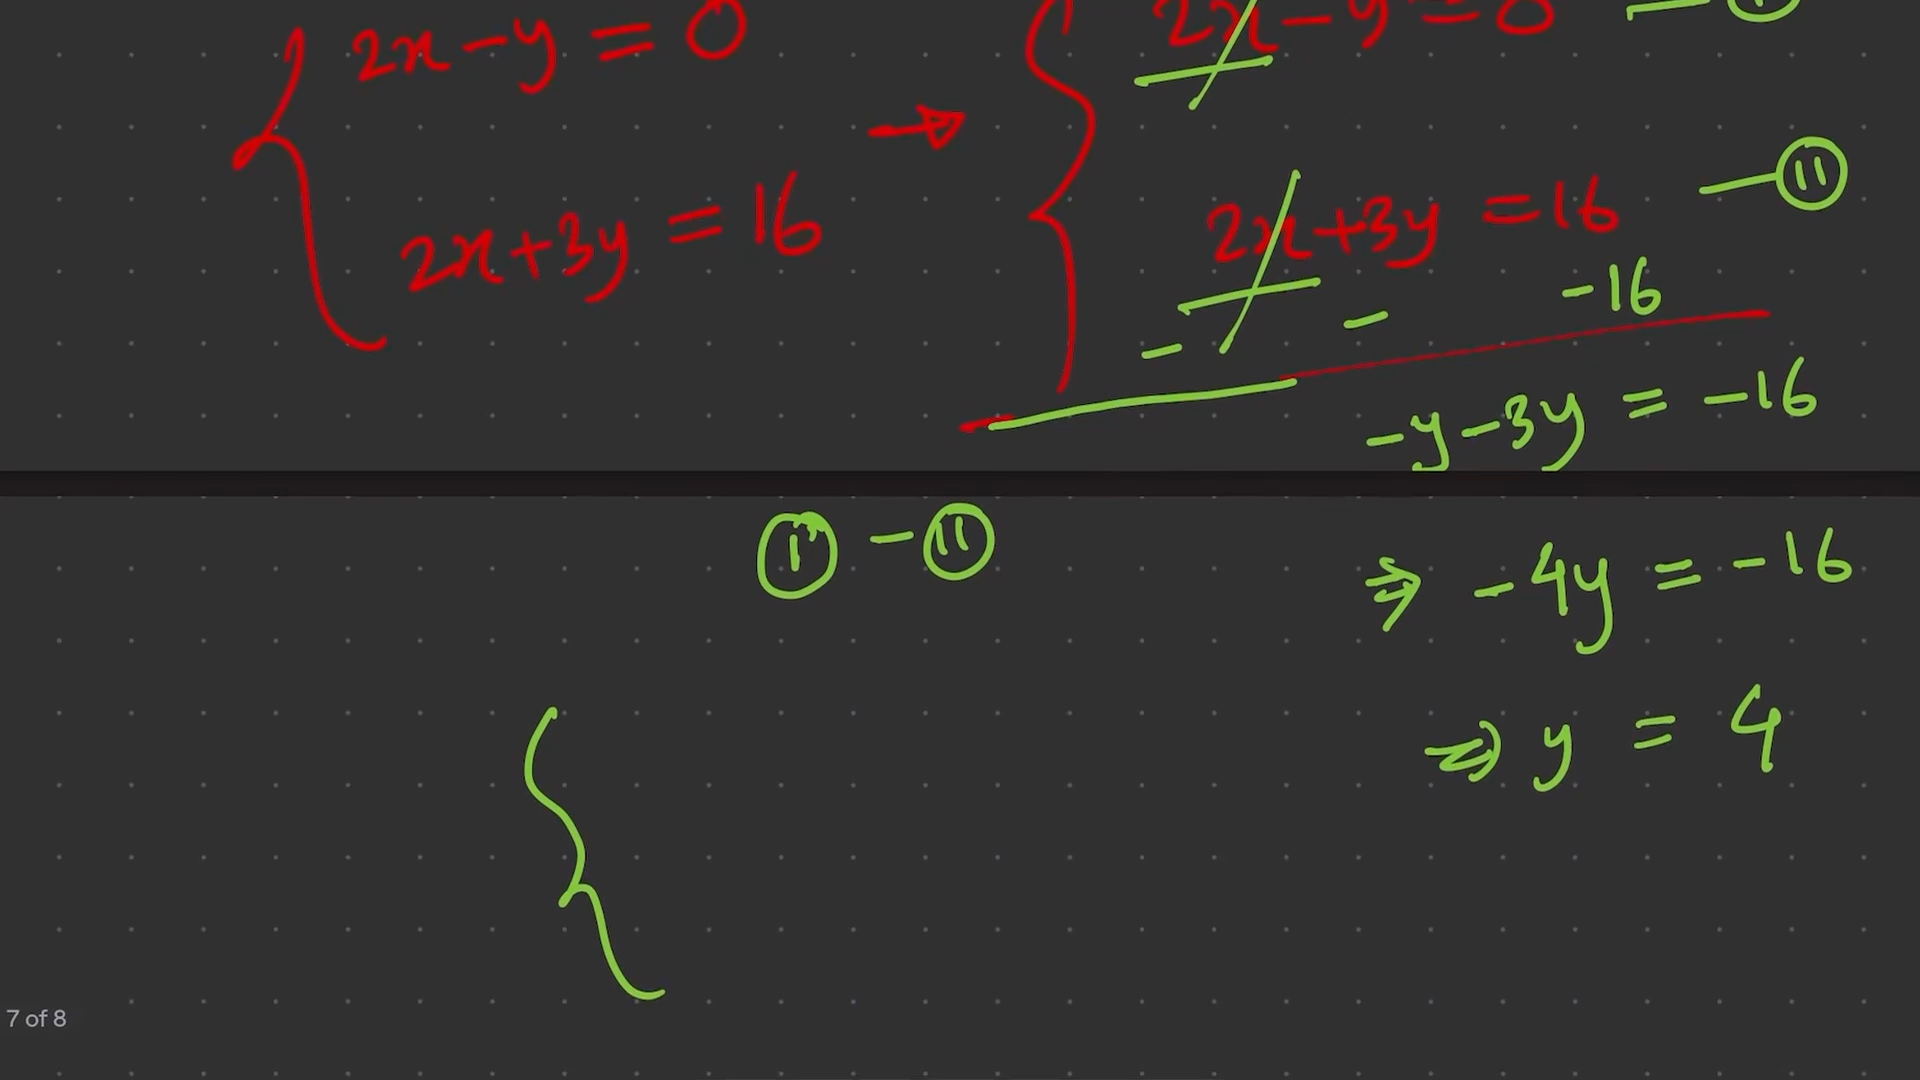 2x - y = 0
2x + 3y = 16
→
2x - y = 0
2x + 3y = 16 — II
- - -16
-y - 3y = -16
I - II
⇒ -4y = -16
⇒ y = 4
7 of 8